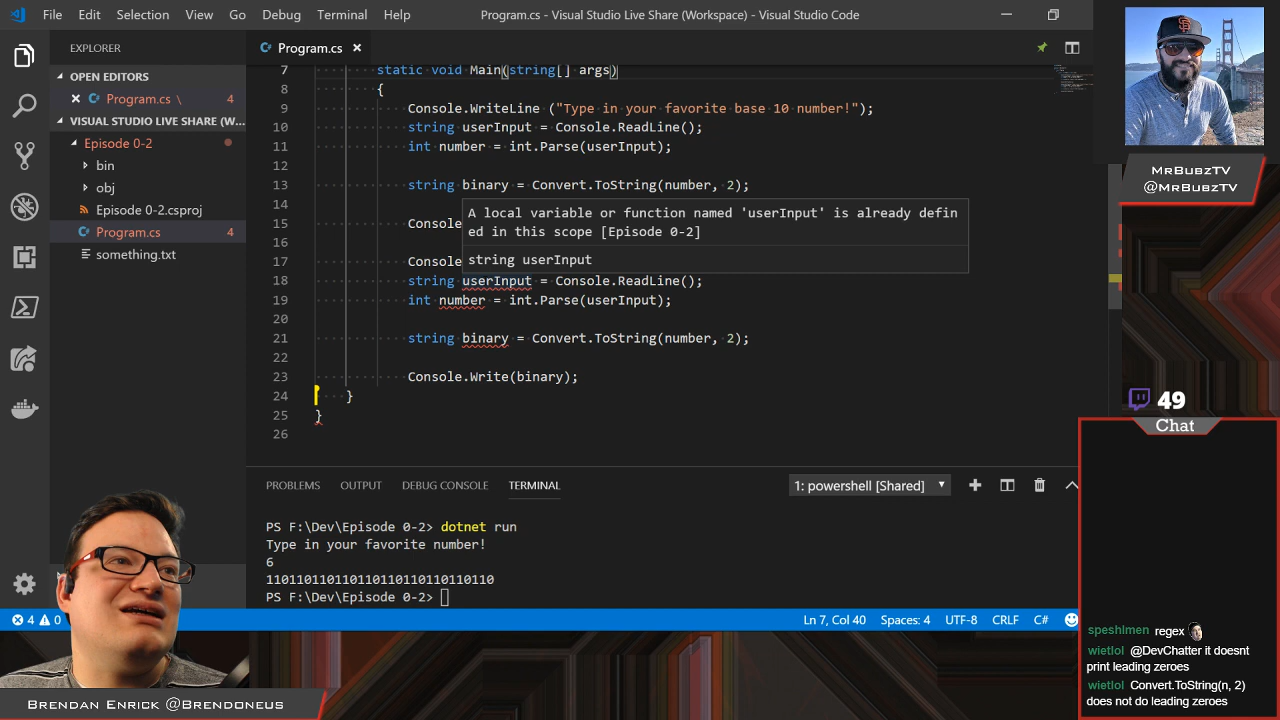 File Edit Selection View Go Debug Terminal Help
Program.cs - Visual Studio Live Share (Workspace) - Visual Studio Code
EXPLORER
OPEN EDITORS
Program.cs \ 4
VISUAL STUDIO LIVE SHARE (W...
Episode 0-2
bin
obj
Episode 0-2.csproj
Program.cs 4
something.txt
Program.cs
7 static void Main(string[] args)
8 {
9 Console.WriteLine ("Type in your favorite base 10 number!");
10 string userInput = Console.ReadLine();
11 int number = int.Parse(userInput);
12
13 string binary = Convert.ToString(number, 2);
14
15 Console
16
17 Console
A local variable or function named 'userInput' is already defin
ed in this scope [Episode 0-2]
string userInput
18 string userInput = Console.ReadLine();
19 int number = int.Parse(userInput);
20
21 string binary = Convert.ToString(number, 2);
22
23 Console.Write(binary);
24 }
25 }
26
PROBLEMS OUTPUT DEBUG CONSOLE TERMINAL
1: powershell [Shared]
PS F:\Dev\Episode 0-2> dotnet run
Type in your favorite number!
6
110110110110110110110110110110
PS F:\Dev\Episode 0-2>
4 0
Ln 7, Col 40 Spaces: 4 UTF-8 CRLF C#
MrBubzTV
@MrBubzTV
49
Chat
speshlmen regex
wietlol @DevChatter it doesnt
print leading zeroes
wietlol Convert.ToString(n, 2)
does not do leading zeroes
Brendan Enrick @Brendoneus